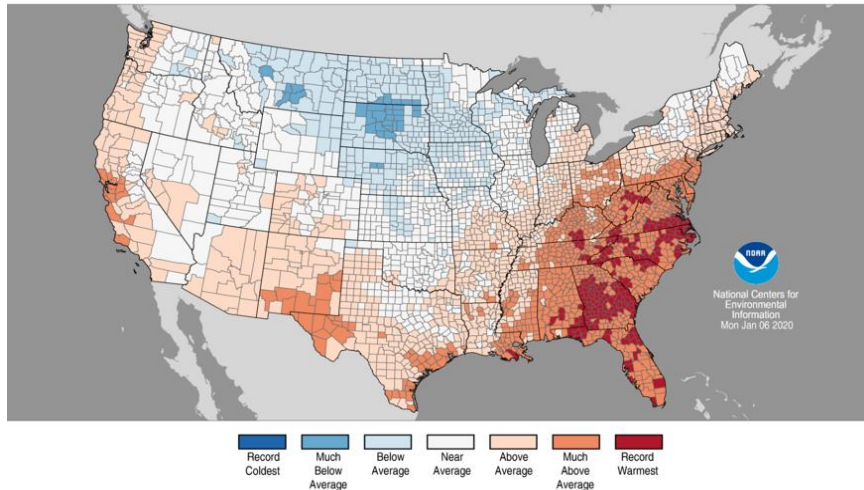 NOAA
National Centers for
Environmental
Information
Mon Jan 06 2020
Record
Coldest
Much
Below
Average
Below
Average
Near
Average
Above
Average
Much
Above
Average
Record
Warmest